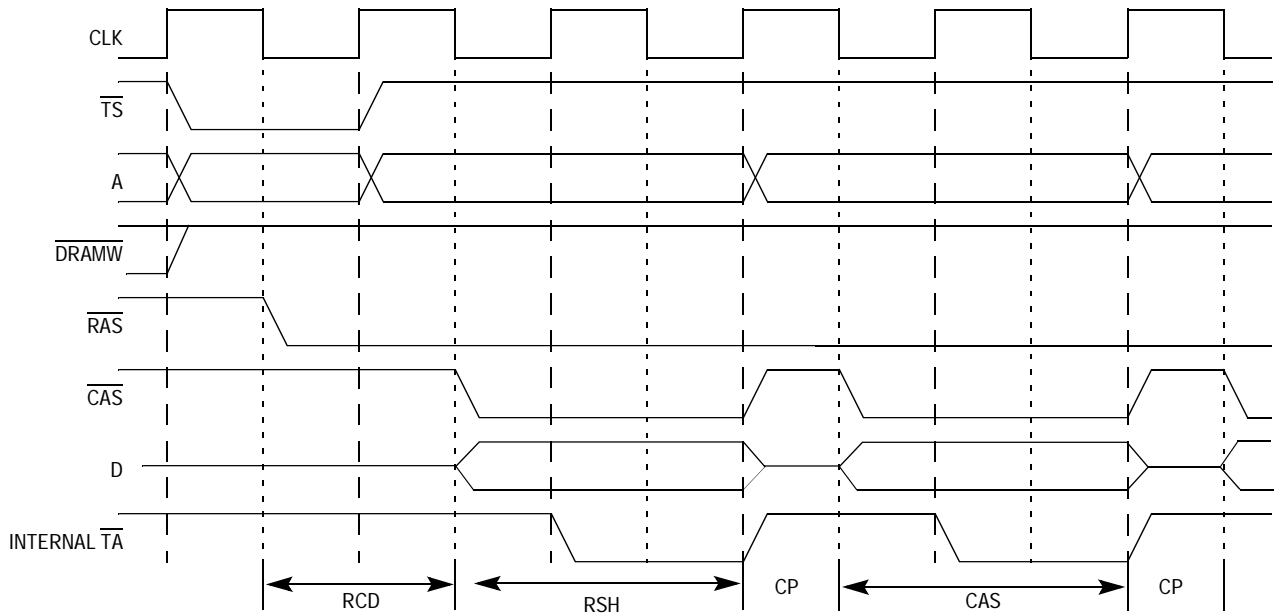 CLK
TS
A
DRAMW
RAS
CAS
D
INTERNAL TA
RCD
RSH
CP
CAS
CP